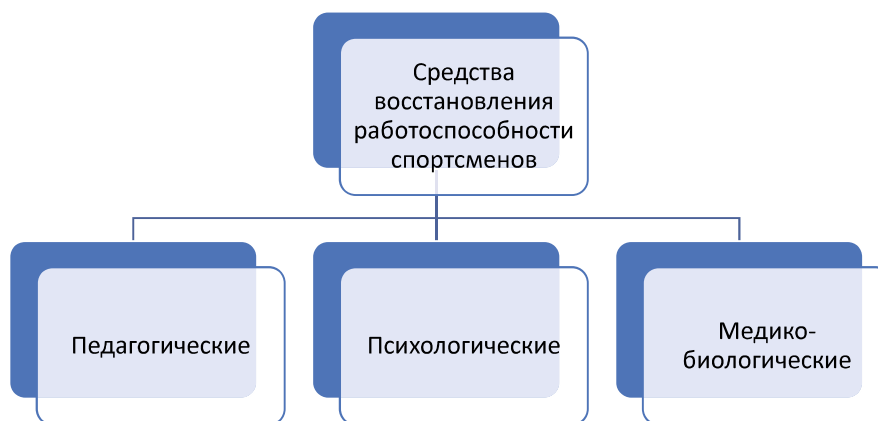 Средства
восстановления
работоспособности
спортсменов
Педагогические
Психологические
Медико-
биологические